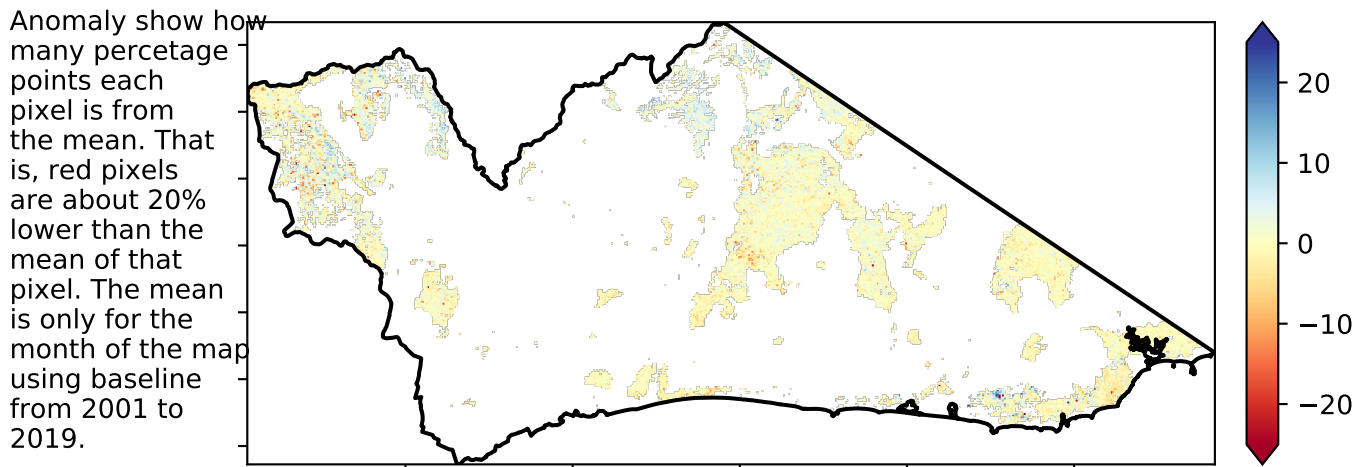 Anomaly show how
many percetage
points each
pixel is from
the mean. That
is, red pixels
are about 20%
lower than the
mean of that
pixel. The mean
is only for the
month of the map
using baseline
from 2001 to
2019.
20
10
0
−10
−20